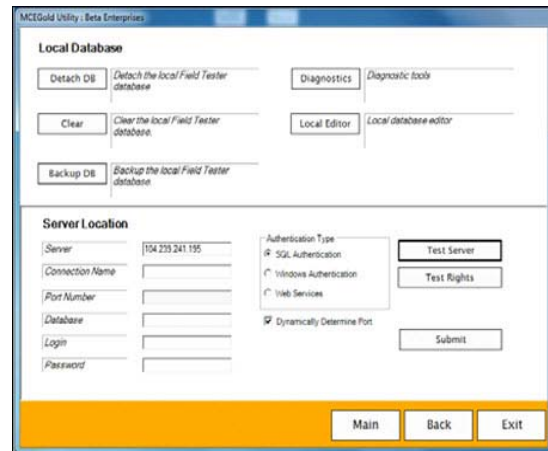 MCEGold Utility : Beta Enterprises
Local Database
Detach DB Detach the local Field Tester
database
Diagnostics Diagnostic tools
Clear Clear the local Field Tester
database.
Local Editor Local database editor
Backup DB Backup the local Field Tester
database
Server Location
Server 104.239.241.195
Connection Name
Port Number
Database
Login
Password
Authentication Type
SQL Authentication
Windows Authentication
Web Services
Dynamically Determine Port
Test Server
Test Rights
Submit
Main Back Exit